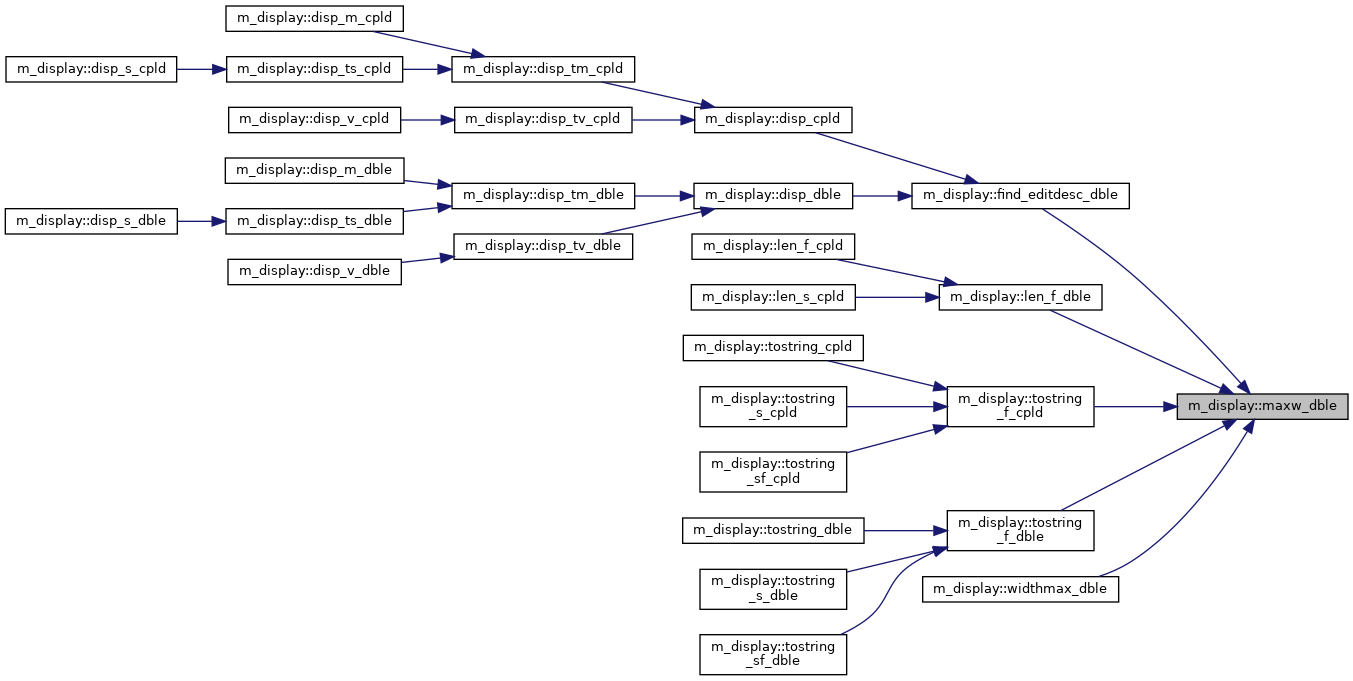 m_display::disp_m_cpld
m_display::disp_s_cpld
m_display::disp_ts_cpld
m_display::disp_tm_cpld
m_display::disp_v_cpld
m_display::disp_tv_cpld
m_display::disp_cpld
m_display::disp_m_dble
m_display::disp_tm_dble
m_display::disp_dble
m_display::find_editdesc_dble
m_display::disp_s_dble
m_display::disp_ts_dble
m_display::disp_tv_dble
m_display::len_f_cpld
m_display::disp_v_dble
m_display::len_s_cpld
m_display::len_f_dble
m_display::tostring_cpld
m_display::tostring
_s_cpld
m_display::tostring
_f_cpld
m_display::maxw_dble
m_display::tostring
_sf_cpld
m_display::tostring_dble
m_display::tostring
_f_dble
m_display::tostring
_s_dble
m_display::widthmax_dble
m_display::tostring
_sf_dble